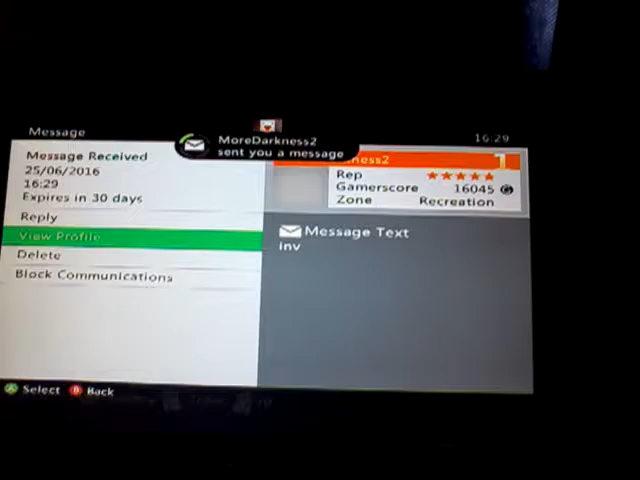 Message
MoreDarkness2
sent you a message
16:29
Message Received
25/06/2016
16:29
Expires in 30 days
Reply
View Profile
Delete
Block Communications
ness2
Rep
Gamerscore 16045
Zone Recreation
Message Text
inv
Select Back